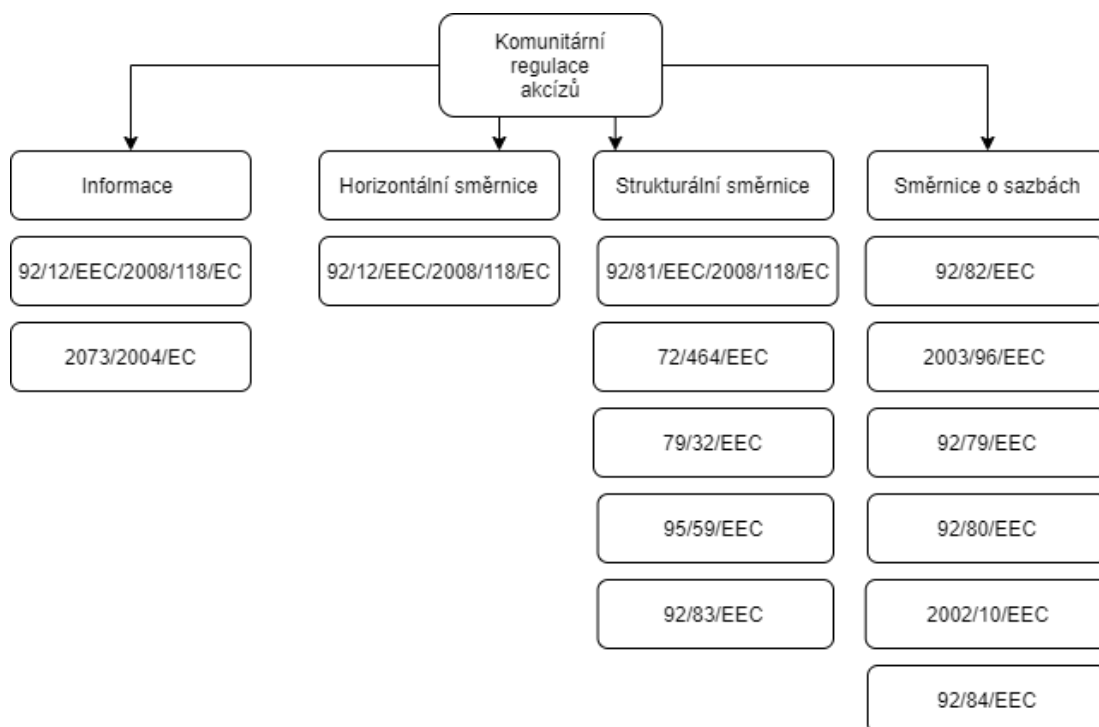 Komunitární
regulace
akcízů
Informace
92/12/EEC/2008/118/EC
2073/2004/EC
Horizontální směrnice
92/12/EEC/2008/118/EC
Strukturální směrnice
92/81/EEC/2008/118/EC
72/464/EEC
79/32/EEC
95/59/EEC
92/83/EEC
Směrnice o sazbách
92/82/EEC
2003/96/EEC
92/79/EEC
92/80/EEC
2002/10/EEC
92/84/EEC